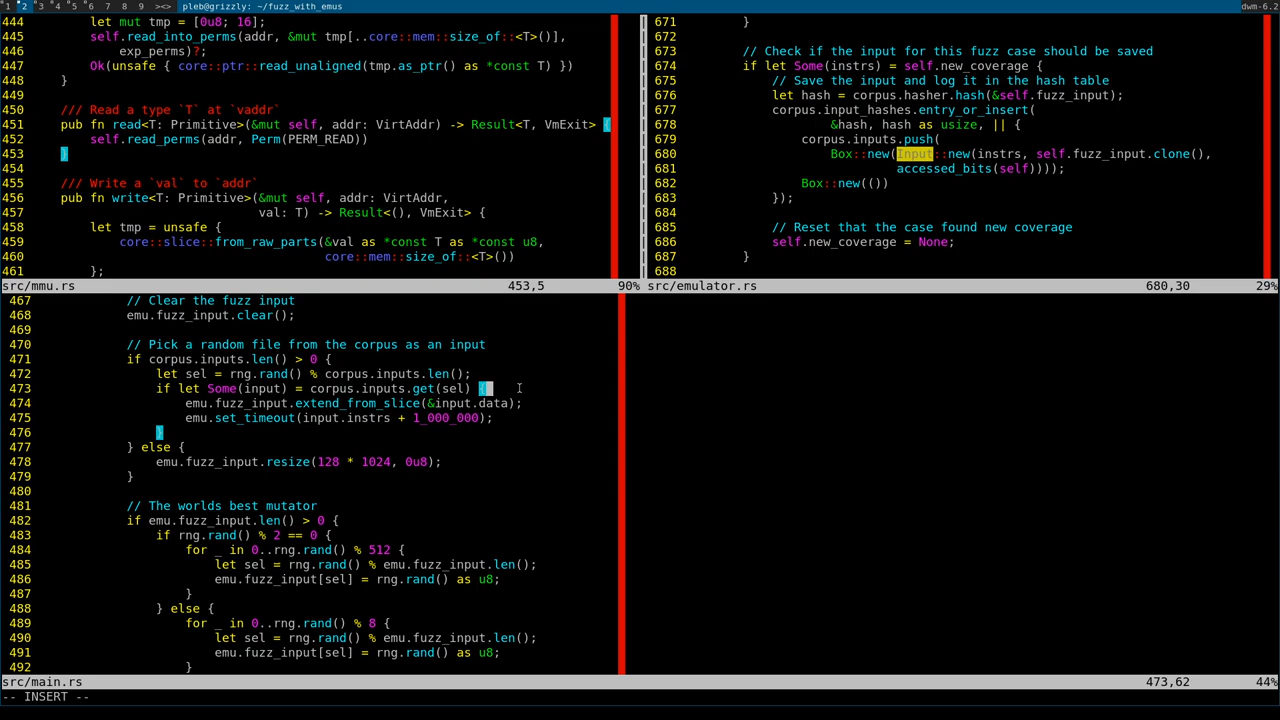 1 2 3 4 5 6 7 8 9 ><> pleb@grizzly: ~/fuzz_with_emus dwm-6.2
444 let mut tmp = [0u8; 16];
445 self.read_into_perms(addr, &mut tmp[..core::mem::size_of::<T>()],
446 exp_perms)?;
447 Ok(unsafe { core::ptr::read_unaligned(tmp.as_ptr() as *const T) })
448 }
449
450 /// Read a type `T` at `vaddr`
451 pub fn read<T: Primitive>(&mut self, addr: VirtAddr) -> Result<T, VmExit> {
452 self.read_perms(addr, Perm(PERM_READ))
453 }
454
455 /// Write a `val` to `addr`
456 pub fn write<T: Primitive>(&mut self, addr: VirtAddr,
457 val: T) -> Result<(), VmExit> {
458 let tmp = unsafe {
459 core::slice::from_raw_parts(&val as *const T as *const u8,
460 core::mem::size_of::<T>())
461 };
src/mmu.rs 453,5 90%
671 }
672
673 // Check if the input for this fuzz case should be saved
674 if let Some(instrs) = self.new_coverage {
675 // Save the input and log it in the hash table
676 let hash = corpus.hasher.hash(&self.fuzz_input);
677 corpus.input_hashes.entry_or_insert(
678 &hash, hash as usize, || {
679 corpus.inputs.push(
680 Box::new(Input::new(instrs, self.fuzz_input.clone(),
681 accessed_bits(self))));
682 Box::new(())
683 });
684
685 // Reset that the case found new coverage
686 self.new_coverage = None;
687 }
688
src/emulator.rs 680,30 29%
467 // Clear the fuzz input
468 emu.fuzz_input.clear();
469
470 // Pick a random file from the corpus as an input
471 if corpus.inputs.len() > 0 {
472 let sel = rng.rand() % corpus.inputs.len();
473 if let Some(input) = corpus.inputs.get(sel) {
474 emu.fuzz_input.extend_from_slice(&input.data);
475 emu.set_timeout(input.instrs + 1_000_000);
476 }
477 } else {
478 emu.fuzz_input.resize(128 * 1024, 0u8);
479 }
480
481 // The worlds best mutator
482 if emu.fuzz_input.len() > 0 {
483 if rng.rand() % 2 == 0 {
484 for _ in 0..rng.rand() % 512 {
485 let sel = rng.rand() % emu.fuzz_input.len();
486 emu.fuzz_input[sel] = rng.rand() as u8;
487 }
488 } else {
489 for _ in 0..rng.rand() % 8 {
490 let sel = rng.rand() % emu.fuzz_input.len();
491 emu.fuzz_input[sel] = rng.rand() as u8;
492 }
src/main.rs 473,62 44%
-- INSERT --